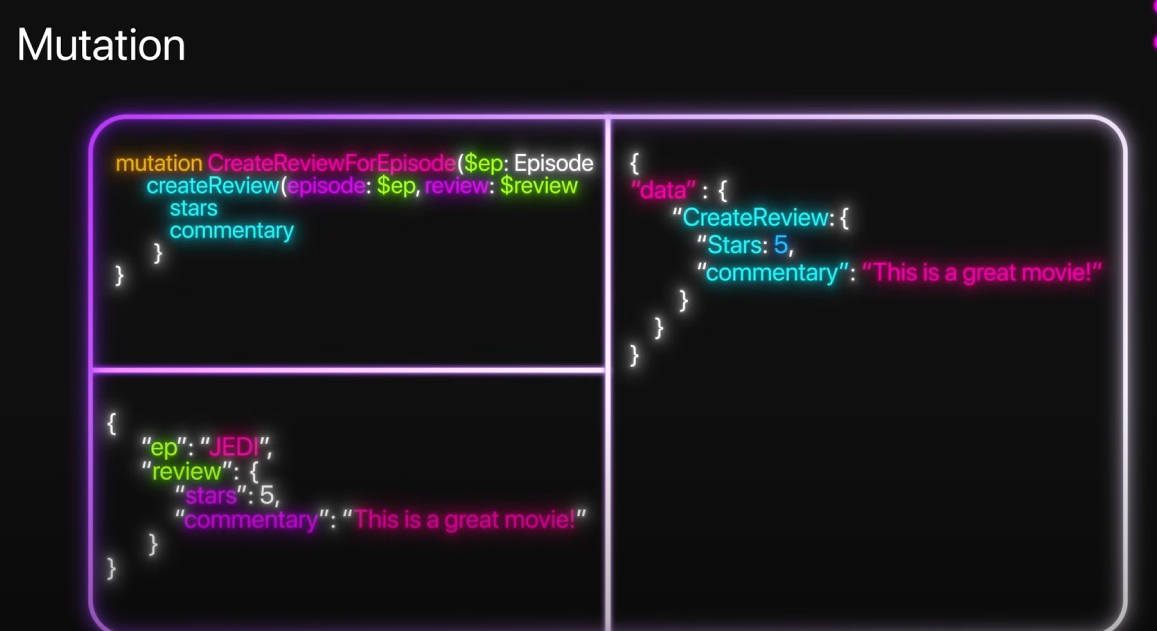 Mutation
mutation CreateReviewForEpisode($ep: Episode
createReview(episode: $ep, review: $review
stars
commentary
}
}
{
"ep": "JEDI",
"review": {
"stars": 5,
"commentary": "This is a great movie!"
}
}
{
"data" : {
"CreateReview: {
"Stars: 5,
"commentary": "This is a great movie!"
}
}
}